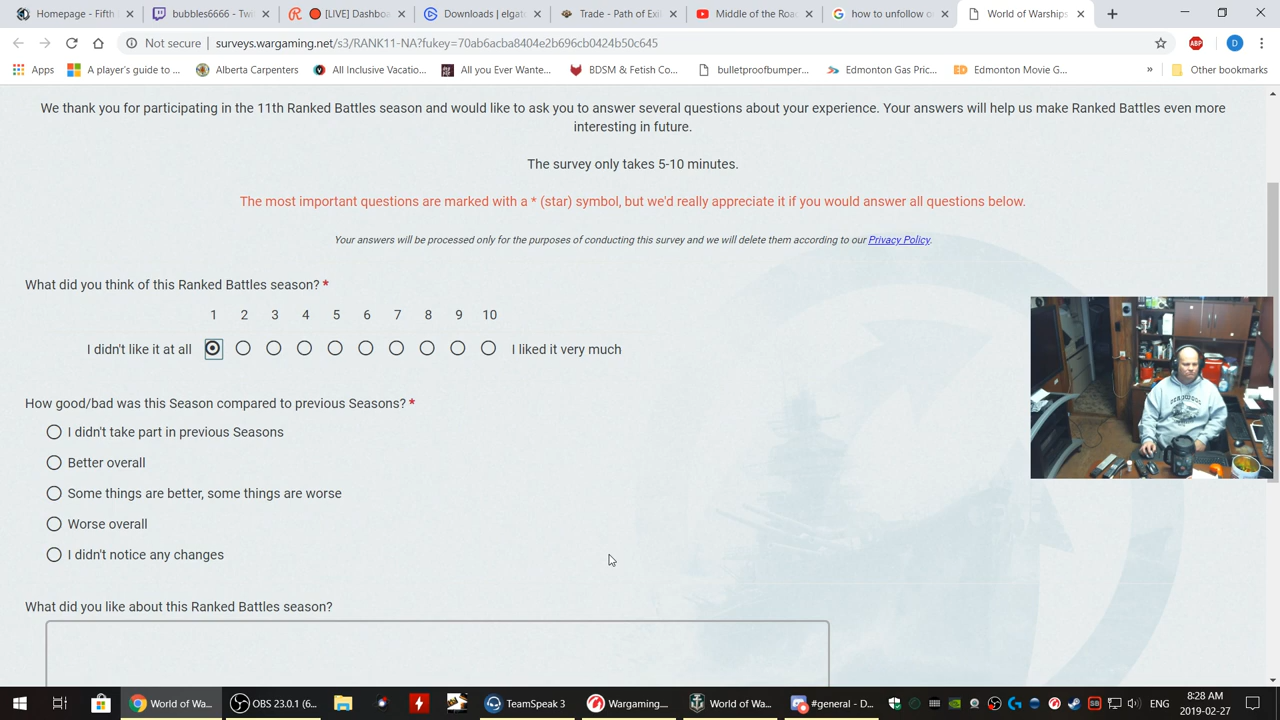 Homepage - Fifth A
bubbles6666 - Twi
[LIVE] Dashboa
Downloads | elgat
Trade - Path of Exil
Middle of the Roa
how to unfollow o
World of Warships
Not secure | surveys.wargaming.net/s3/RANK11-NA?fukey=70ab6acba8404e2b696cb0424b50c645
ABP
D
Apps
A player's guide to ...
Alberta Carpenters
All Inclusive Vacatio...
All you Ever Wante...
BDSM & Fetish Co...
bulletproofbumper...
Edmonton Gas Pric...
Edmonton Movie G...
»
Other bookmarks
We thank you for participating in the 11th Ranked Battles season and would like to ask you to answer several questions about your experience. Your answers will help us make Ranked Battles even more
interesting in future.
The survey only takes 5-10 minutes.
The most important questions are marked with a * (star) symbol, but we'd really appreciate it if you would answer all questions below.
Your answers will be processed only for the purposes of conducting this survey and we will delete them according to our Privacy Policy.
What did you think of this Ranked Battles season? *
1 2 3 4 5 6 7 8 9 10
I didn't like it at all I liked it very much
How good/bad was this Season compared to previous Seasons? *
I didn't take part in previous Seasons
Better overall
Some things are better, some things are worse
Worse overall
I didn't notice any changes
What did you like about this Ranked Battles season?
World of Wa...
OBS 23.0.1 (6...
TeamSpeak 3
Wargaming....
World of Wa...
#general - D...
ENG
8:28 AM
2019-02-27